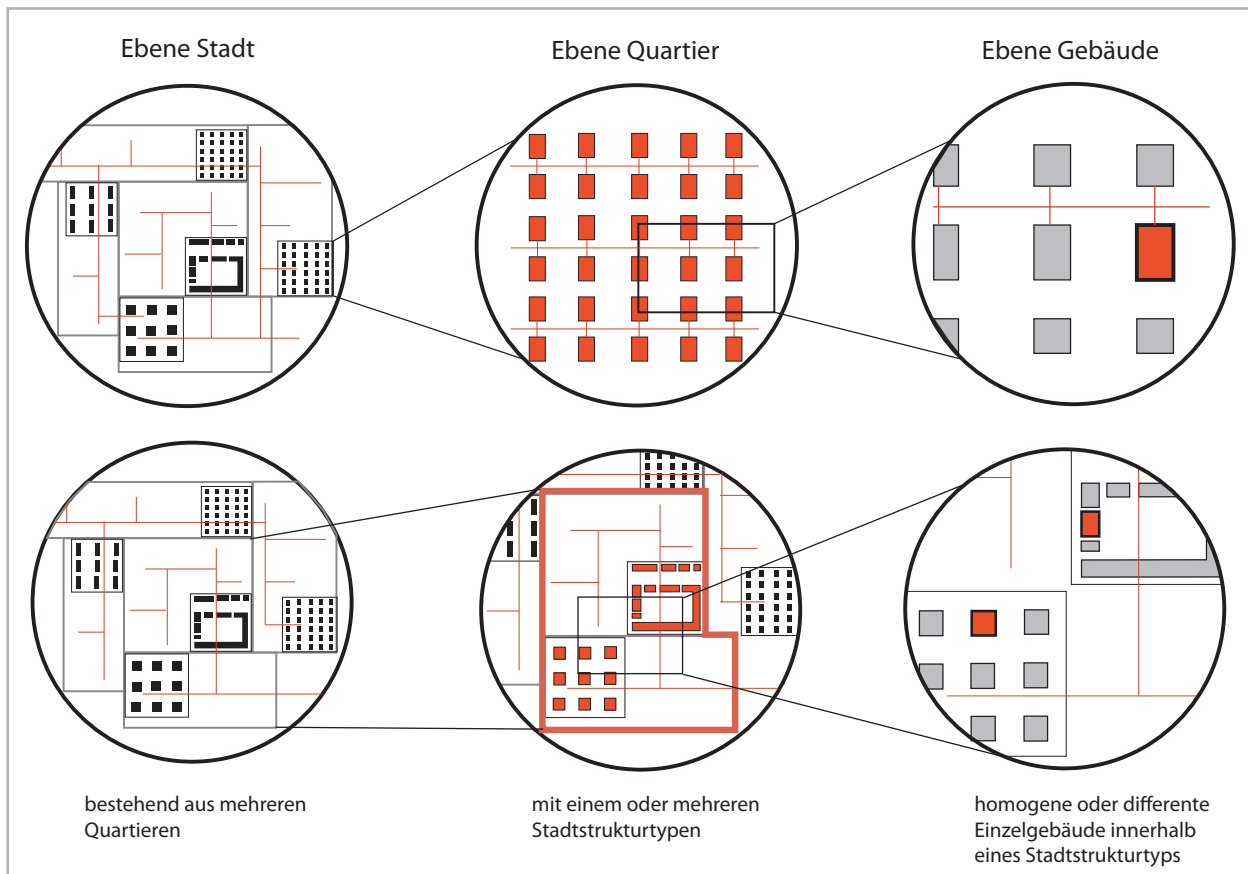 Ebene Stadt
Ebene Quartier
Ebene Gebäude
bestehend aus mehreren
Quartieren
mit einem oder mehreren
Stadtstrukturtypen
homogene oder differente
Einzelgebäude innerhalb
eines Stadtstrukturtyps